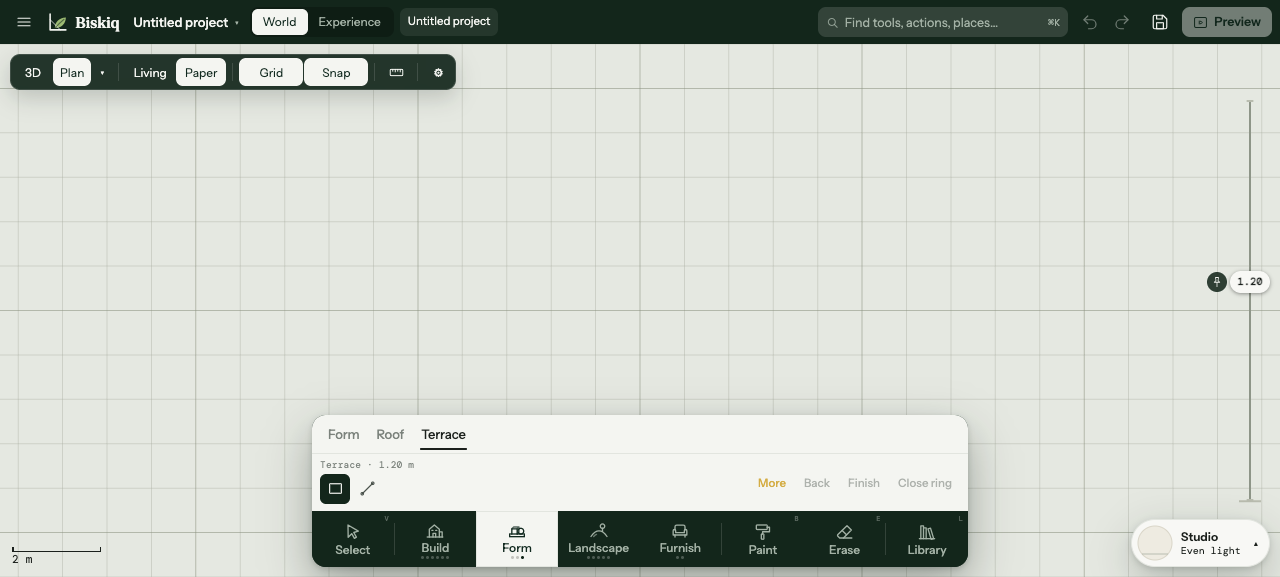 Biskiq
Untitled project
World
Experience
Untitled project
Find tools, actions, places...
⌘K
Preview
3D
Plan
Living
Paper
Grid
Snap
1.20
Form
Roof
Terrace
Terrace · 1.20 m
More
Back
Finish
Close ring
V
B
E
L
Select
Build
Form
Landscape
Furnish
Paint
Erase
Library
2 m
Studio
Even light